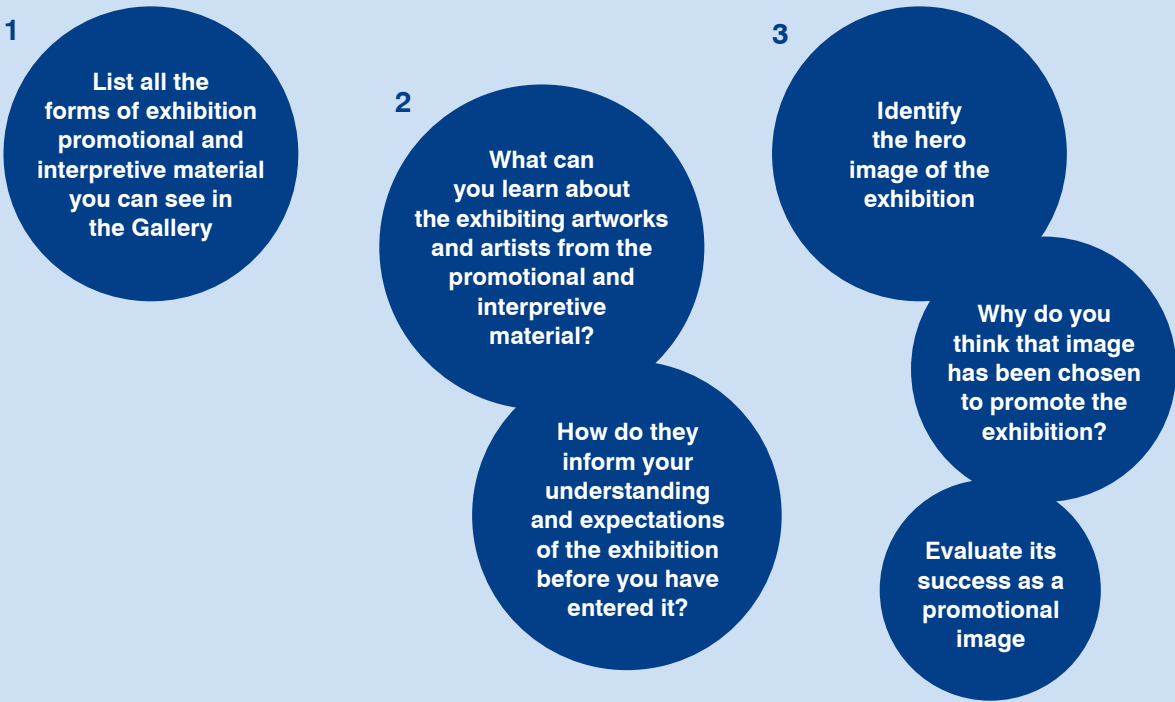 1
List all the
forms of exhibition
promotional and
interpretive material
you can see in
the Gallery
2
What can
you learn about
the exhibiting artworks
and artists from the
promotional and
interpretive
material?
How do they
inform your
understanding
and expectations
of the exhibition
before you have
entered it?
3
Identify
the hero
image of the
exhibition
Why do you
think that image
has been chosen
to promote the
exhibition?
Evaluate its
success as a
promotional
image